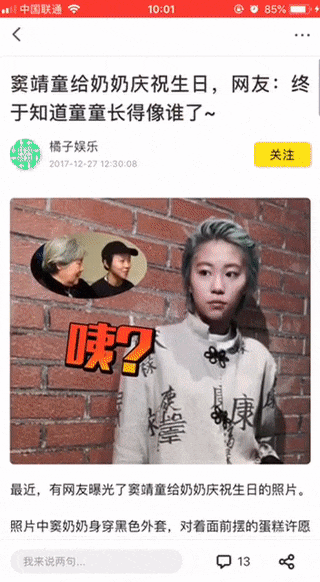 中国联通
10:01
85%
窦靖童给奶奶庆祝生日，网友：终
于知道童童长得像谁了~
橘子娱乐
2017-12-27 12:30:08
关注
咦?
康
康
最近，有网友曝光了窦靖童给奶奶庆祝生日的照片。
照片中窦奶奶身穿黑色外套，对着面前摆的蛋糕许愿
我来说两句...
13